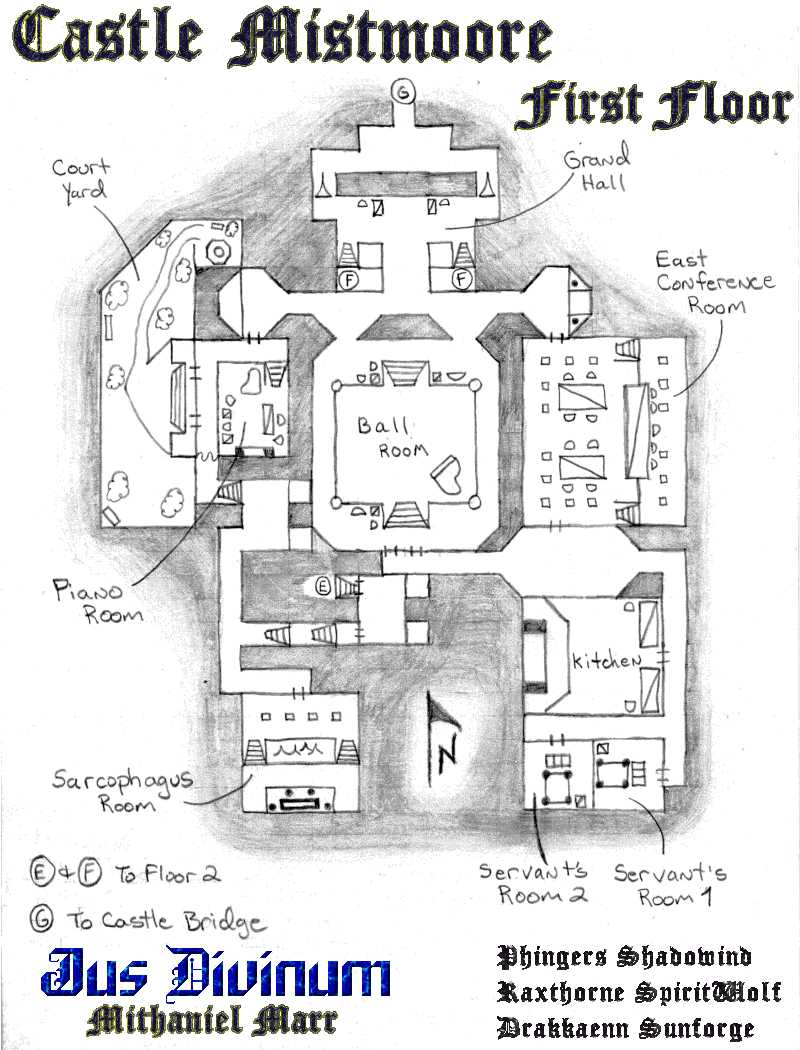 Castle Mistmoore
First Floor
G
Court
Yard
Grand
Hall
F
F
East
Conference
Room
Ball
Room
Piano
Room
E
Kitchen
N
Sarcophagus
Room
E & F To Floor 2
Servant's
Room 2
Servant's
Room 1
G To Castle Bridge
Jus Divinum
Mithaniel Marr
Phingers Shadowind
Raxthorne SpiritWolf
Drakkaenn Sunforge